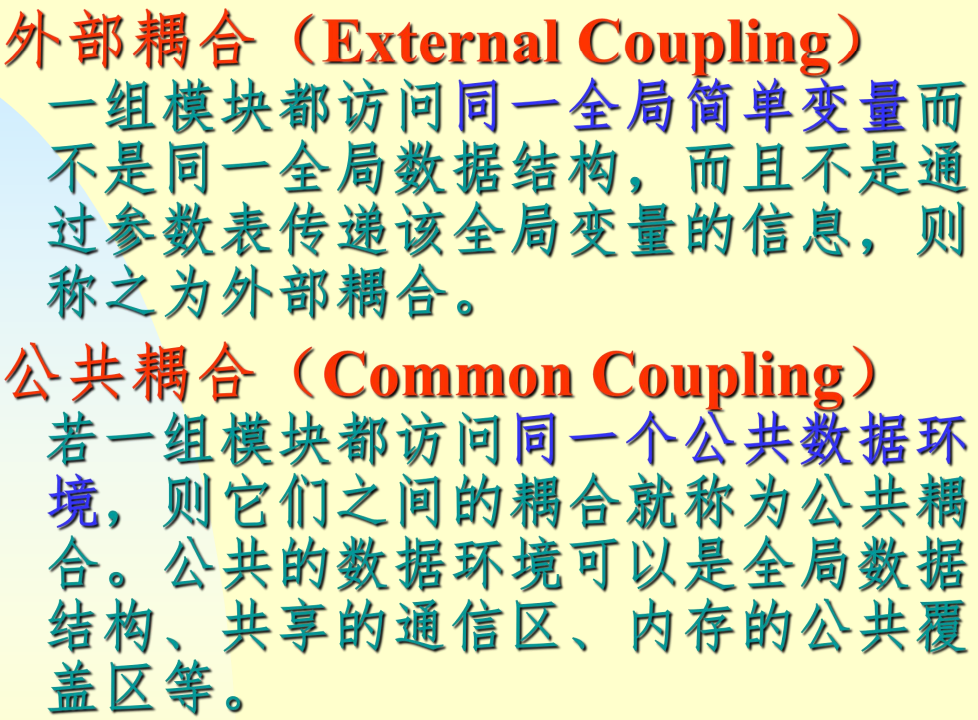 外部耦合（External Coupling）
一组模块都访问同一全局简单变量而
不是同一全局数据结构，而且不是通
过参数表传递该全局变量的信息，则
称之为外部耦合。
公共耦合（Common Coupling）
若一组模块都访问同一个公共数据环
境，则它们之间的耦合就称为公共耦
合。公共的数据环境可以是全局数据
结构、共享的通信区、内存的公共覆
盖区等。